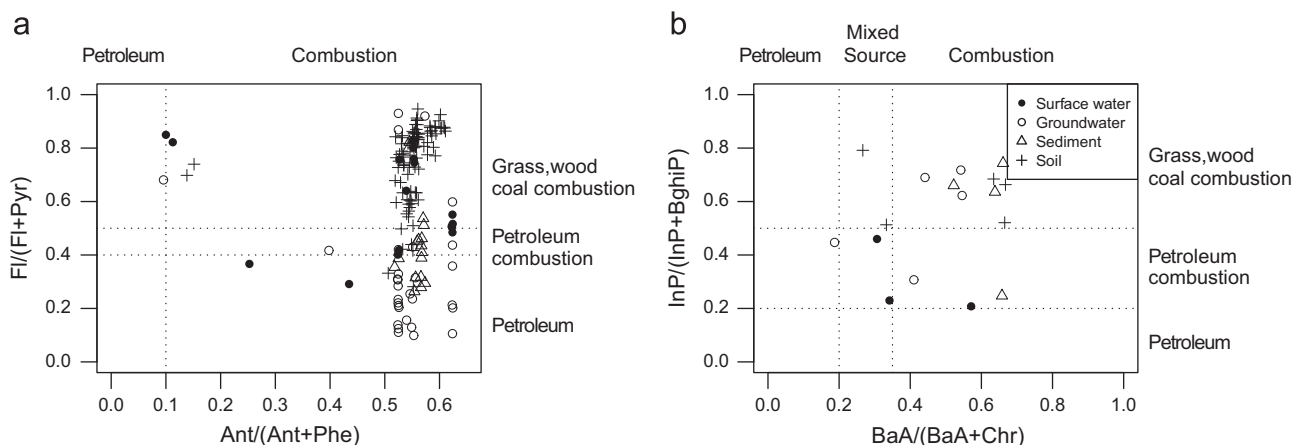 a
Petroleum
Combustion
Fl/(Fl+Pyr)
1.0
0.8
0.6
0.4
0.2
0.0
0.0 0.1 0.2 0.3 0.4 0.5 0.6
Ant/(Ant+Phe)
Grass,wood
coal combustion
Petroleum
combustion
Petroleum
b
Petroleum
Mixed
Source
Combustion
InP/(InP+BghiP)
1.0
0.8
0.6
0.4
0.2
0.0
0.0 0.2 0.4 0.6 0.8 1.0
BaA/(BaA+Chr)
Surface water
Groundwater
Sediment
Soil
Grass,wood
coal combustion
Petroleum
combustion
Petroleum